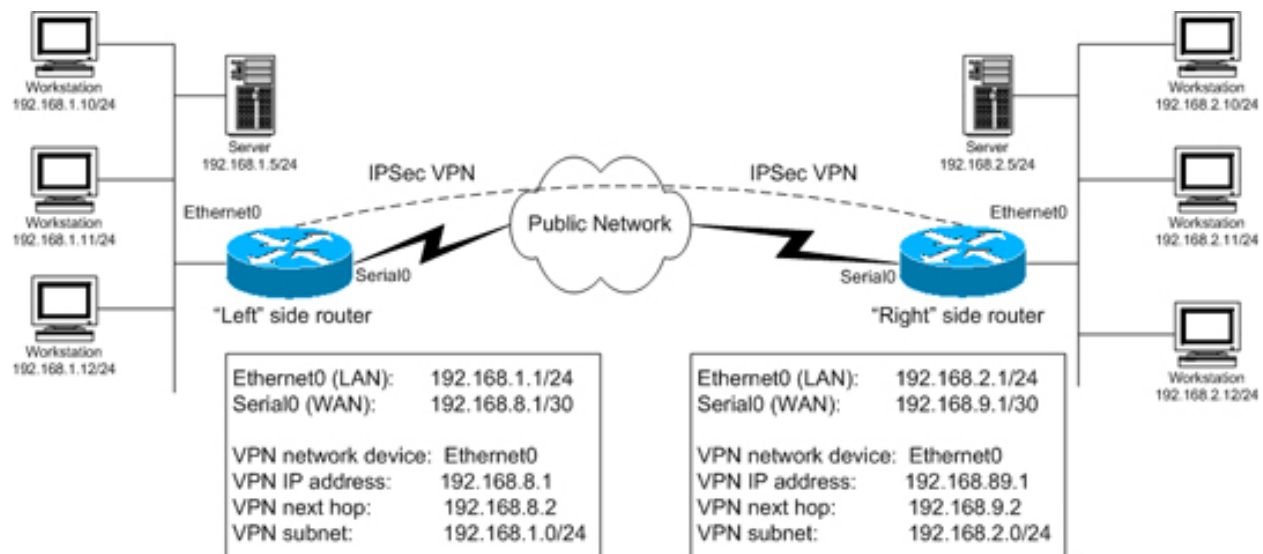 Workstation
192.168.1.10/24
Server
192.168.1.5/24
Workstation
192.168.1.11/24
Workstation
192.168.1.12/24
Ethernet0
IPSec VPN
Serial0
"Left" side router
Public Network
IPSec VPN
Ethernet0
Serial0
"Right" side router
Server
192.168.2.5/24
Workstation
192.168.2.10/24
Workstation
192.168.2.11/24
Workstation
192.168.2.12/24
Ethernet0 (LAN): 192.168.1.1/24
Serial0 (WAN): 192.168.8.1/30
VPN network device: Ethernet0
VPN IP address: 192.168.8.1
VPN next hop: 192.168.8.2
VPN subnet: 192.168.1.0/24
Ethernet0 (LAN): 192.168.2.1/24
Serial0 (WAN): 192.168.9.1/30
VPN network device: Ethernet0
VPN IP address: 192.168.89.1
VPN next hop: 192.168.9.2
VPN subnet: 192.168.2.0/24